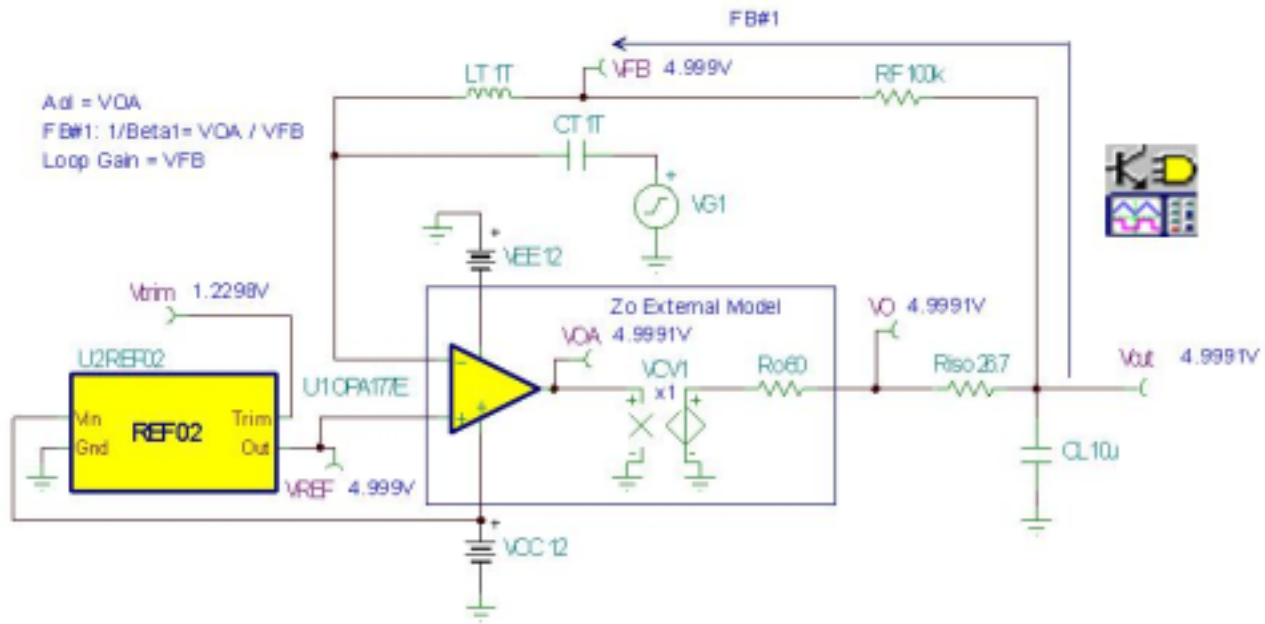 FB#1
LT 1T
VFB 4.999V
RF 100k
Aol = VOA
FB#1: 1/Beta1= VOA / VFB
Loop Gain = VFB
CT 1T
+
VG1
+
VEE 12
Vtrim 1.2298V
Zo External Model
VOA 4.9991V
VO 4.9991V
U2 REF02
U1 OPA177E
VCV1
x1
Ro 60
Riso 26.7
Vout 4.9991V
Vin
Gnd
REF02
Trim
Out
-
+
+
+
-
+
-
CL 10u
VREF 4.999V
+
VCC 12